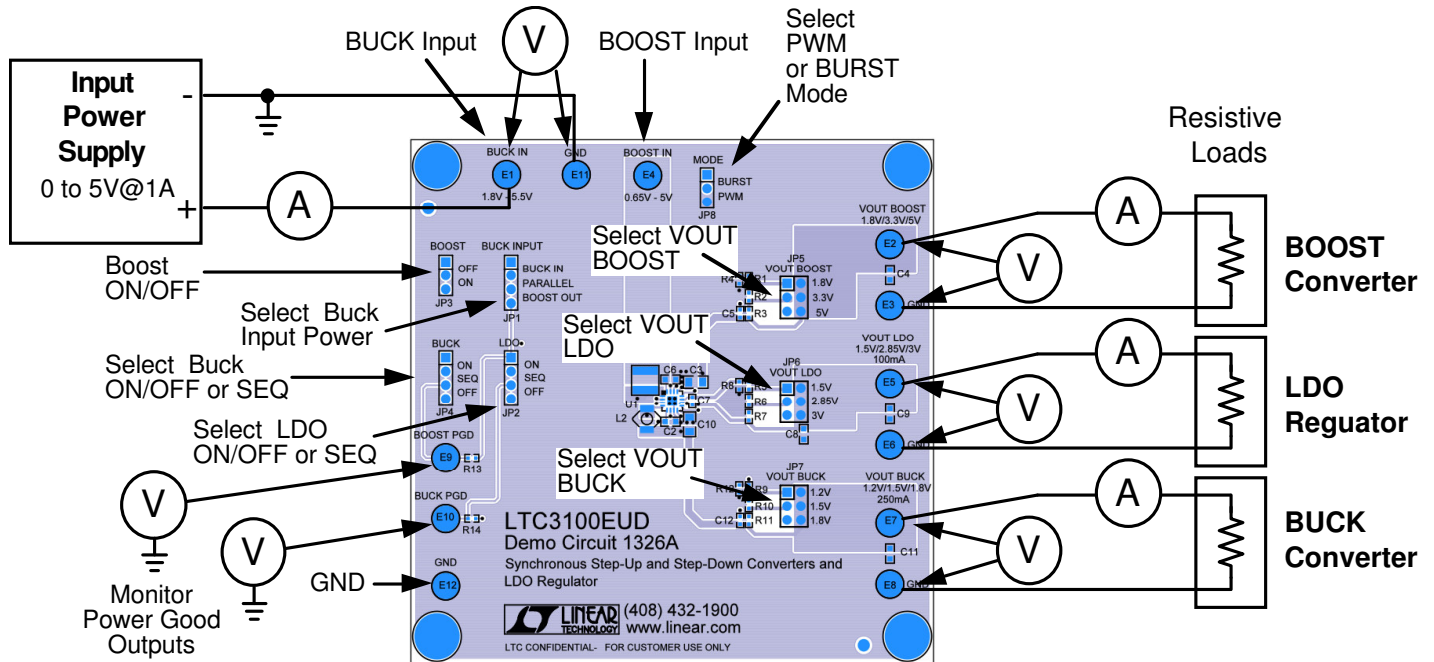 Input
Power
Supply
0 to 5V@1A
-
+
A
BUCK Input
V
BOOST Input
Select
PWM
or BURST
Mode
Resistive
Loads
BUCK IN
E1
1.8V - 5.5V
GND
E11
BOOST IN
E4
0.65V - 5V
MODE
BURST
PWM
JP8
Boost
ON/OFF
BOOST
OFF
ON
JP3
BUCK INPUT
BUCK IN
PARALLEL
BOOST OUT
JP1
Select Buck
Input Power
Select Buck
ON/OFF or SEQ
BUCK
ON
SEQ
OFF
JP4
LDO
ON
SEQ
OFF
JP2
Select LDO
ON/OFF or SEQ
BOOST PGD
E9
R13
BUCK PGD
E10
R14
V
V
Monitor
Power Good
Outputs
GND
GND
E12
Select VOUT
BOOST
JP5
VOUT BOOST
1.8V
3.3V
5V
R4
R1
R2
C5
R3
VOUT BOOST
1.8V/3.3V/5V
E2
C4
E3
GND
A
V
BOOST
Converter
Select VOUT
LDO
JP6
VOUT LDO
1.5V
2.85V
3V
C6
C3
U1
C7
L2
C2
C10
R8
R5
R6
R7
C8
VOUT LDO
1.5V/2.85V/3V
100mA
E5
C9
E6
GND
A
V
LDO
Reguator
Select VOUT
BUCK
JP7
VOUT BUCK
1.2V
1.5V
1.8V
R9
R10
C12
R11
VOUT BUCK
1.2V/1.5V/1.8V
250mA
E7
C11
E8
GND
A
V
BUCK
Converter
LTC3100EUD
Demo Circuit 1326A
Synchronous Step-Up and Step-Down Converters and
LDO Regulator
LINEAR
TECHNOLOGY
(408) 432-1900
www.linear.com
LTC CONFIDENTIAL- FOR CUSTOMER USE ONLY